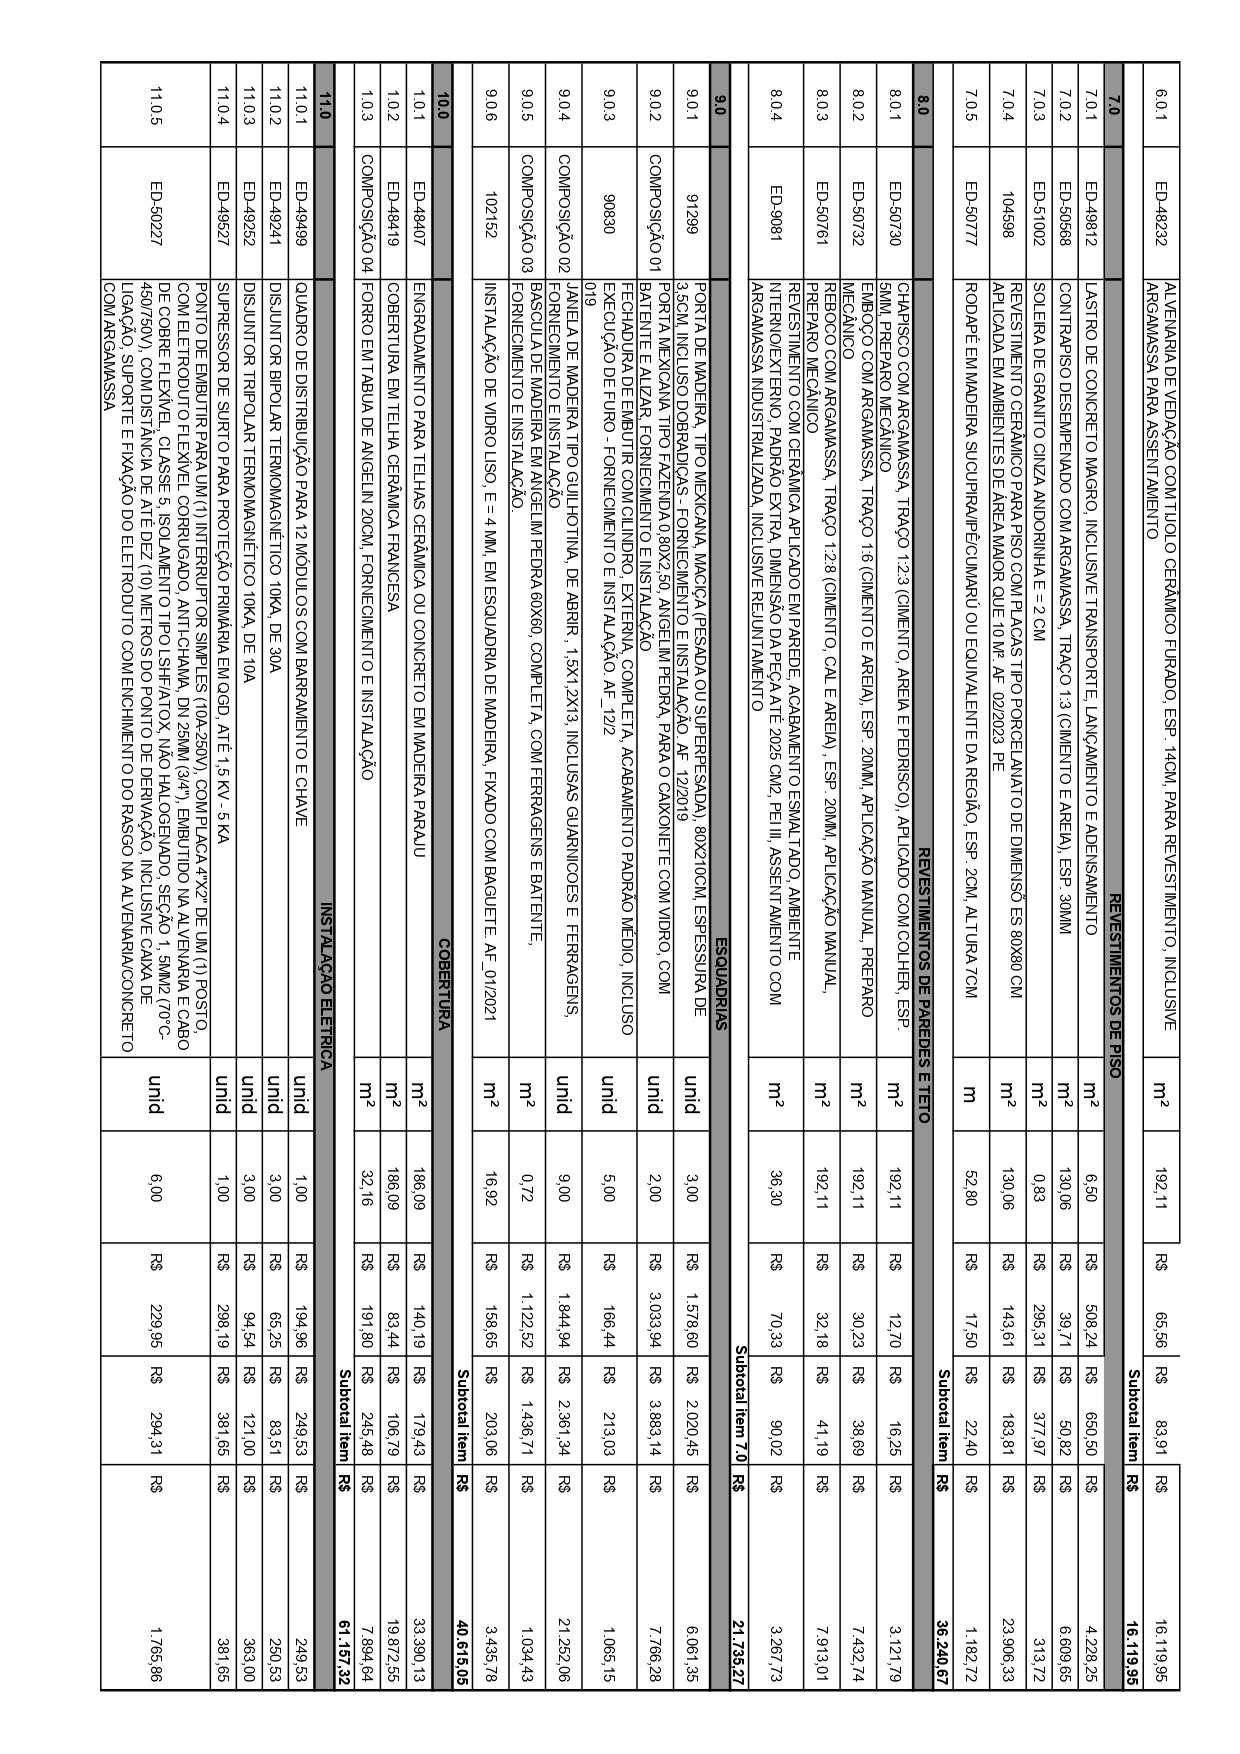 6.0.1 ED-48232 ALVENARIA DE VEDAÇÃO COM TIJOLO CERÂMICO FURADO, ESP. 14CM, PARA REVESTIMENTO, INCLUSIVE m² 192,11 R$ 65,56 R$ 83,91 R$ 16.119,95
ARGAMASSA PARA ASSENTAMENTO
Subtotal item R$ 16.119,95
7.0 REVESTIMENTOS DE PISO
7.0.1 ED-49812 LASTRO DE CONCRETO MAGRO, INCLUSIVE TRANSPORTE, LANÇAMENTO E ADENSAMENTO m² 6,50 R$ 508,24 R$ 650,50 R$ 4.228,25
7.0.2 ED-50568 CONTRAPISO DESEMPENADO COM ARGAMASSA, TRAÇO 1:3 (CIMENTO E AREIA), ESP. 30MM m² 130,06 R$ 39,71 R$ 50,82 R$ 6.609,65
7.0.3 ED-51002 SOLEIRA DE GRANITO CINZA ANDORINHA E = 2 CM m² 0,83 R$ 295,31 R$ 377,97 R$ 313,72
7.0.4 104598 REVESTIMENTO CERÂMICO PARA PISO COM PLACAS TIPO PORCELANATO DE DIMENSÕ ES 80X80 CM m² 130,06 R$ 143,61 R$ 183,81 R$ 23.906,33
APLICADA EM AMBIENTES DE ÁREA MAIOR QUE 10 M². AF_02/2023_PE
7.0.5 ED-50777 RODAPÉ EM MADEIRA SUCUPIRA/IPÊ/CUMARÚ OU EQUIVALENTE DA REGIÃO, ESP. 2CM, ALTURA 7CM m 52,80 R$ 17,50 R$ 22,40 R$ 1.182,72
Subtotal item R$ 36.240,67
8.0 REVESTIMENTOS DE PAREDES E TETO
8.0.1 ED-50730 CHAPISCO COM ARGAMASSA, TRAÇO 1:2:3 (CIMENTO, AREIA E PEDRISCO), APLICADO COM COLHER, ESP. 192,11 R$ 12,70 R$ 16,25 R$ 3.121,79
5MM, PREPARO MECÂNICO m²
8.0.2 ED-50732 EMBOÇO COM ARGAMASSA, TRAÇO 1:6 (CIMENTO E AREIA), ESP. 20MM, APLICAÇÃO MANUAL, PREPARO m² 192,11 R$ 30,23 R$ 38,69 R$ 7.432,74
MECÂNICO
8.0.3 ED-50761 REBOCO COM ARGAMASSA, TRAÇO 1:2:8 (CIMENTO, CAL E AREIA) , ESP. 20MM, APLICAÇÃO MANUAL, m² 192,11 R$ 32,18 R$ 41,19 R$ 7.913,01
PREPARO MECÂNICO
8.0.4 ED-9081 REVESTIMENTO COM CERÂMICA APLICADO EM PAREDE, ACABAMENTO ESMALTADO, AMBIENTE
NTERNO/EXTERNO, PADRÃO EXTRA, DIMENSÃO DA PEÇA ATÉ 2025 CM2, PEI III, ASSENTAMENTO COM m² 36,30 R$ 70,33 R$ 90,02 R$ 3.267,73
ARGAMASSA INDUSTRIALIZADA, INCLUSIVE REJUNTAMENTO
Subtotal item 7.0 R$ 21.735,27
9.0 ESQUADRIAS
9.0.1 91299 PORTA DE MADEIRA, TIPO MEXICANA, MACIÇA (PESADA OU SUPERPESADA), 80X210CM, ESPESSURA DE unid 3,00 R$ 1.578,60 R$ 2.020,45 R$ 6.061,35
3,5CM, INCLUSO DOBRADIÇAS - FORNECIMENTO E INSTALAÇÃO. AF_12/2019
9.0.2 COMPOSIÇÃO 01 PORTA MEXICANA TIPO FAZENDA 0,80X2,50, ANGELIM PEDRA, PARA O CAIXONETE COM VIDRO, COM unid 2,00 R$ 3.033,94 R$ 3.883,14 R$ 7.766,28
BATENTE E ALIZAR, FORNECIMENTO E INSTALAÇÃO
9.0.3 90830 FECHADURA DE EMBUTIR COM CILINDRO, EXTERNA, COMPLETA, ACABAMENTO PADRÃO MÉDIO, INCLUSO
EXECUÇÃO DE FURO - FORNECIMENTO E INSTALAÇÃO. AF_12/2 unid 5,00 R$ 166,44 R$ 213,03 R$ 1.065,15
019
9.0.4 COMPOSIÇÃO 02 JANELA DE MADEIRA TIPO GUILHOTINA, DE ABRIR , 1,5X1,2X13, INCLUSAS GUARNICOES E FERRAGENS, unid 9,00 R$ 1.844,94 R$ 2.361,34 R$ 21.252,06
FORNECIMENTO E INSTALAÇÃO
9.0.5 COMPOSIÇÃO 03 BASCULA DE MADEIRA EM ANGELIM PEDRA 60X60, COMPLETA, COM FERRAGENS E BATENTE, m² 0,72 R$ 1.122,52 R$ 1.436,71 R$ 1.034,43
FORNECIMENTO E INSTALAÇÃO.
9.0.6 102152 INSTALAÇÃO DE VIDRO LISO, E = 4 MM, EM ESQUADRIA DE MADEIRA, FIXADO COM BAGUETE. AF_01/2021 m² 16,92 R$ 158,65 R$ 203,06 R$ 3.435,78
Subtotal item R$ 40.615,05
10.0 COBERTURA
1.0.1 ED-48407 ENGRADAMENTO PARA TELHAS CERÂMICA OU CONCRETO EM MADEIRA PARAJU m² 186,09 R$ 140,19 R$ 179,43 R$ 33.390,13
1.0.2 ED-48419 COBERTURA EM TELHA CERÂMICA FRANCESA m² 186,09 R$ 83,44 R$ 106,79 R$ 19.872,55
1.0.3 COMPOSIÇÃO 04 FORRO EM TABUA DE ANGELIN 20CM, FORNECIMENTO E INSTALAÇÃO m² 32,16 R$ 191,80 R$ 245,48 R$ 7.894,64
Subtotal item R$ 61.157,32
11.0 INSTALAÇAO ELETRICA
11.0.1 ED-49499 QUADRO DE DISTRIBUIÇÃO PARA 12 MÓDULOS COM BARRAMENTO E CHAVE unid 1,00 R$ 194,96 R$ 249,53 R$ 249,53
11.0.2 ED-49241 DISJUNTOR BIPOLAR TERMOMAGNÉTICO 10KA, DE 30A unid 3,00 R$ 65,25 R$ 83,51 R$ 250,53
11.0.3 ED-49252 DISJUNTOR TRIPOLAR TERMOMAGNÉTICO 10KA, DE 10A unid 3,00 R$ 94,54 R$ 121,00 R$ 363,00
11.0.4 ED-49527 SUPRESSOR DE SURTO PARA PROTEÇÃO PRIMÁRIA EM QGD, ATÉ 1,5 KV - 5 KA unid 1,00 R$ 298,19 R$ 381,65 R$ 381,65
11.0.5 ED-50227 PONTO DE EMBUTIR PARA UM (1) INTERRUPTOR SIMPLES (10A-250V), COM PLACA 4"X2" DE UM (1) POSTO,
COM ELETRODUTO FLEXÍVEL CORRUGADO, ANTI-CHAMA, DN 25MM (3/4"), EMBUTIDO NA ALVENARIA E CABO
DE COBRE FLEXÍVEL, CLASSE 5, ISOLAMENTO TIPO LSHF/ATOX, NÃO HALOGENADO, SEÇÃO 1, 5MM2 (70°C-
450/750V), COM DISTÂNCIA DE ATÉ DEZ (10) METROS DO PONTO DE DERIVAÇÃO, INCLUSIVE CAIXA DE unid 6,00 R$ 229,95 R$ 294,31 R$ 1.765,86
LIGAÇÃO, SUPORTE E FIXAÇÃO DO ELETRODUTO COM ENCHIMENTO DO RASGO NA ALVENARIA/CONCRETO
COM ARGAMASSA